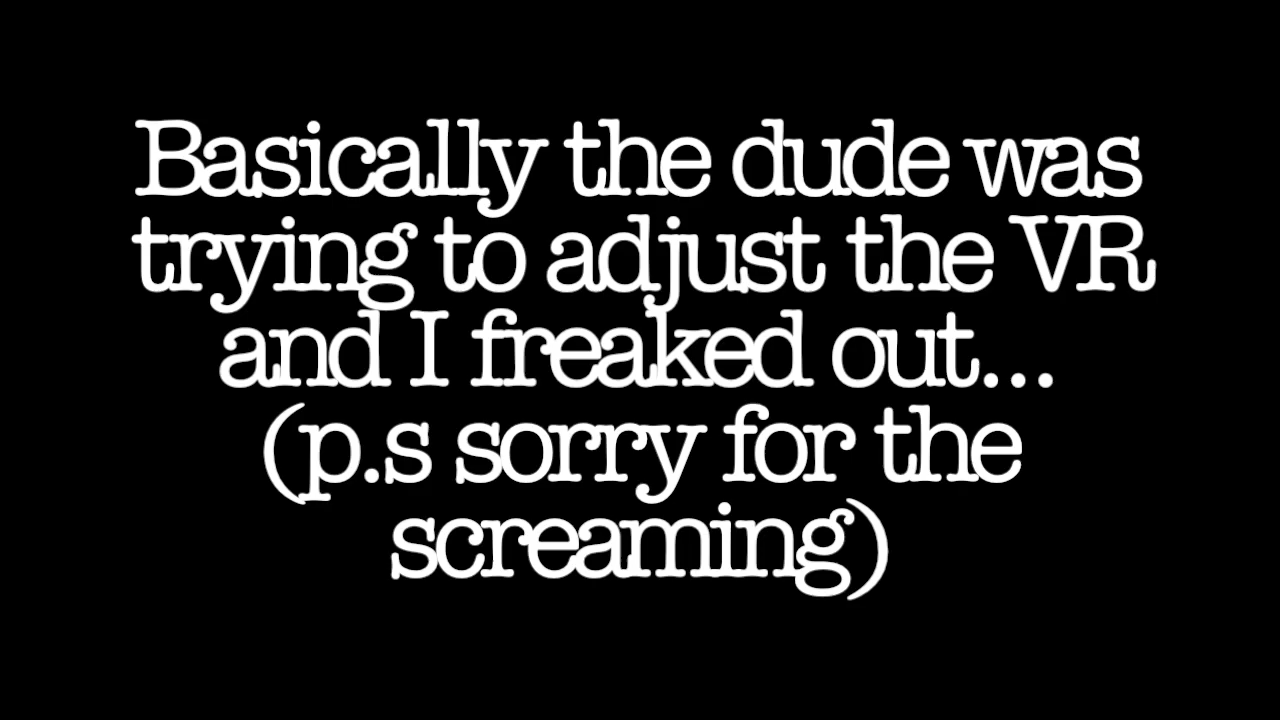 Basically the dude was
trying to adjust the VR
and I freaked out...
(p.s sorry for the
screaming)